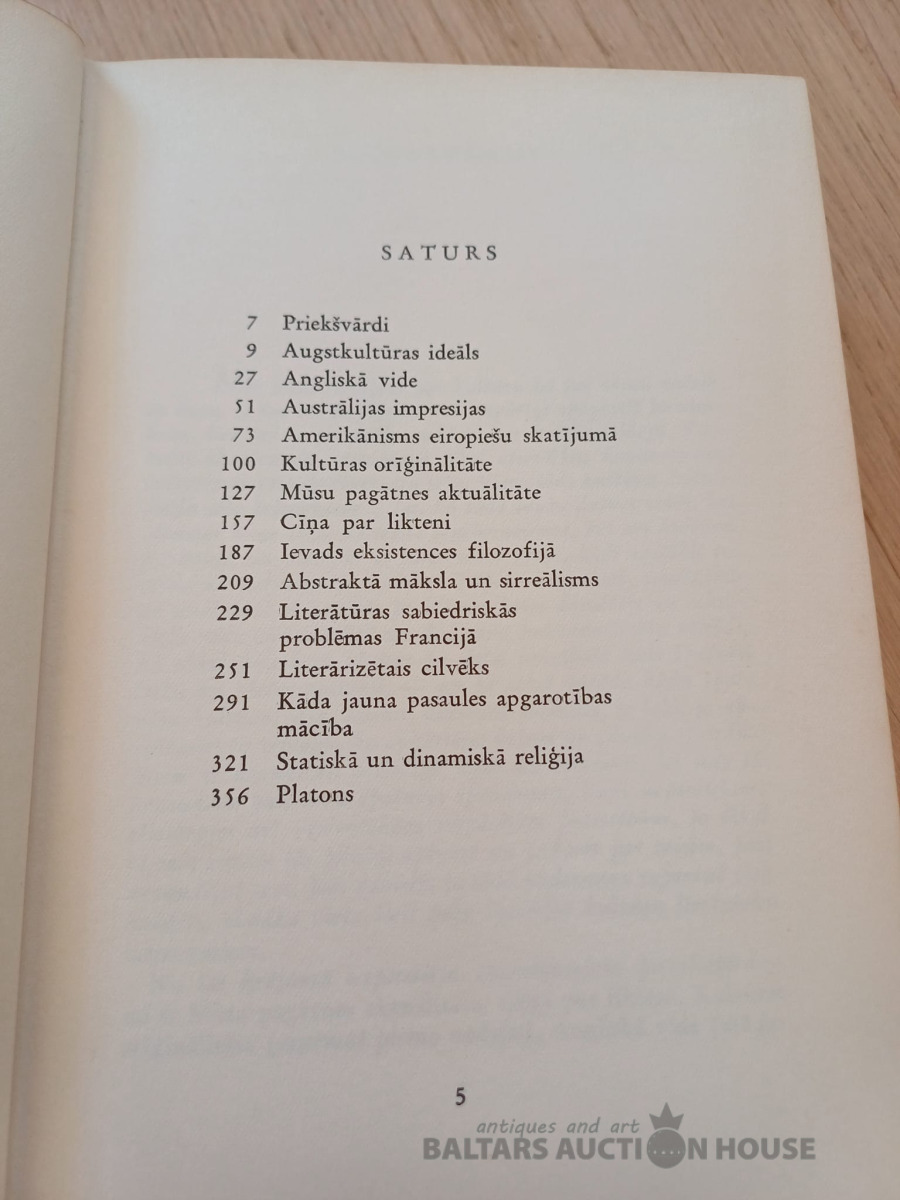 SATURS
7 Priekšvārdi
9 Augstkultūras ideāls
27 Angliskā vide
51 Austrālijas impresijas
73 Amerikānisms eiropiešu skatījumā
100 Kultūras orīģinālitāte
127 Mūsu pagātnes aktuālitāte
157 Cīņa par likteni
187 Ievads eksistences filozofijā
209 Abstraktā māksla un sirreālisms
229 Literātūras sabiedriskās
problēmas Francijā
251 Literārizētais cilvēks
291 Kāda jauna pasaules apgarotības
mācība
321 Statiskā un dinamiskā reliģija
356 Platons
5
antiques and art
BALTARS AUCTION HOUSE